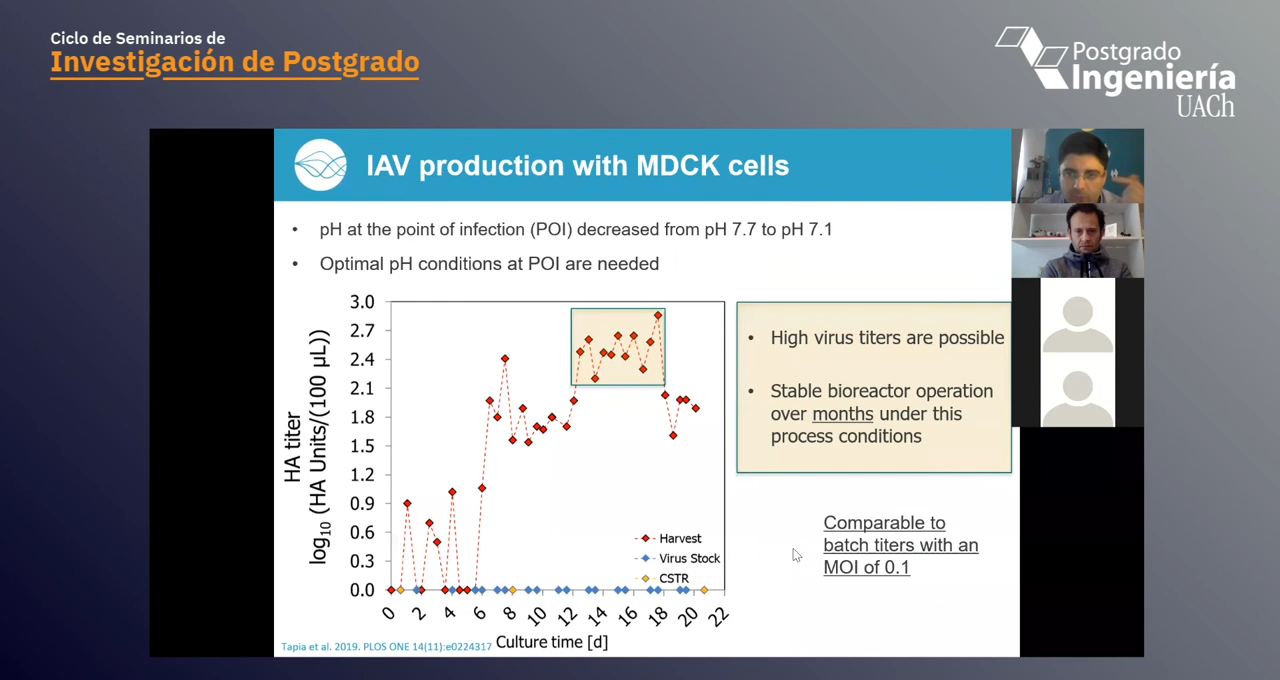 Ciclo de Seminarios de
Investigación de Postgrado
Postgrado
Ingeniería
UACh
IAV production with MDCK cells
• pH at the point of infection (POI) decreased from pH 7.7 to pH 7.1
• Optimal pH conditions at POI are needed
HA titer
log10 (HA Units/(100 µL))
3.0
2.7
2.4
2.1
1.8
1.5
1.2
0.9
0.6
0.3
0.0
Harvest
Virus Stock
CSTR
0 2 4 6 8 10 12 14 16 18 20 22
Culture time [d]
• High virus titers are possible
• Stable bioreactor operation
over months under this
process conditions
Comparable to
batch titers with an
MOI of 0.1
Tapia et al. 2019. PLOS ONE 14(11):e0224317